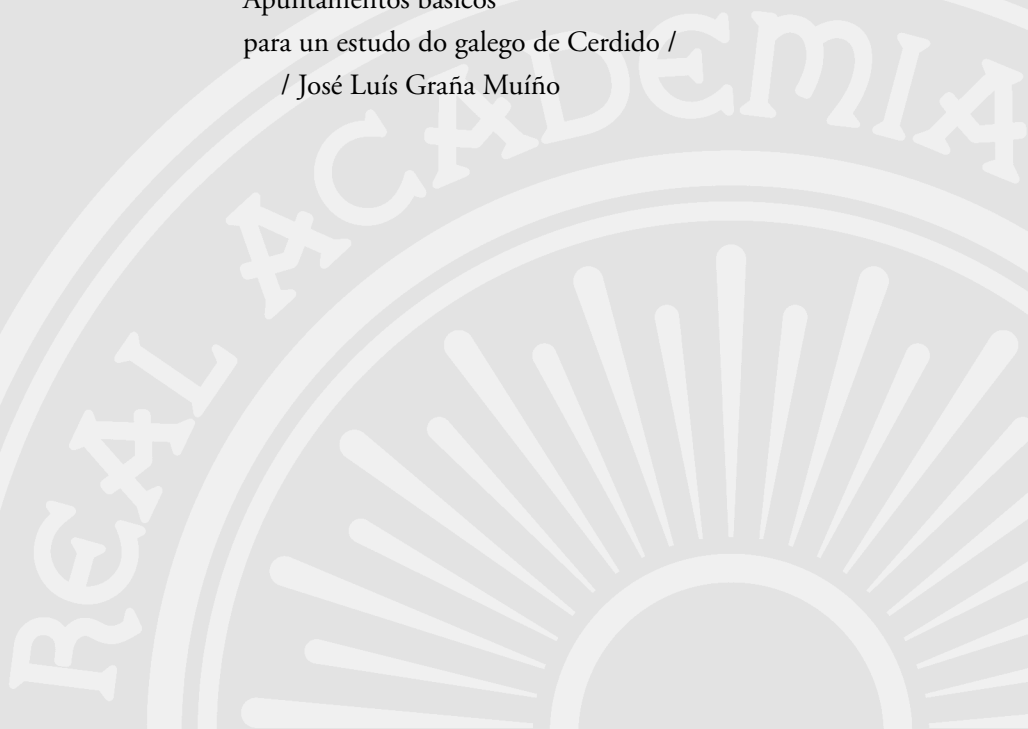 Apuntamentos básicos
para un estudo do galego de Cerdido /
/ José Luís Graña Muíño
REAL ACADEMIA